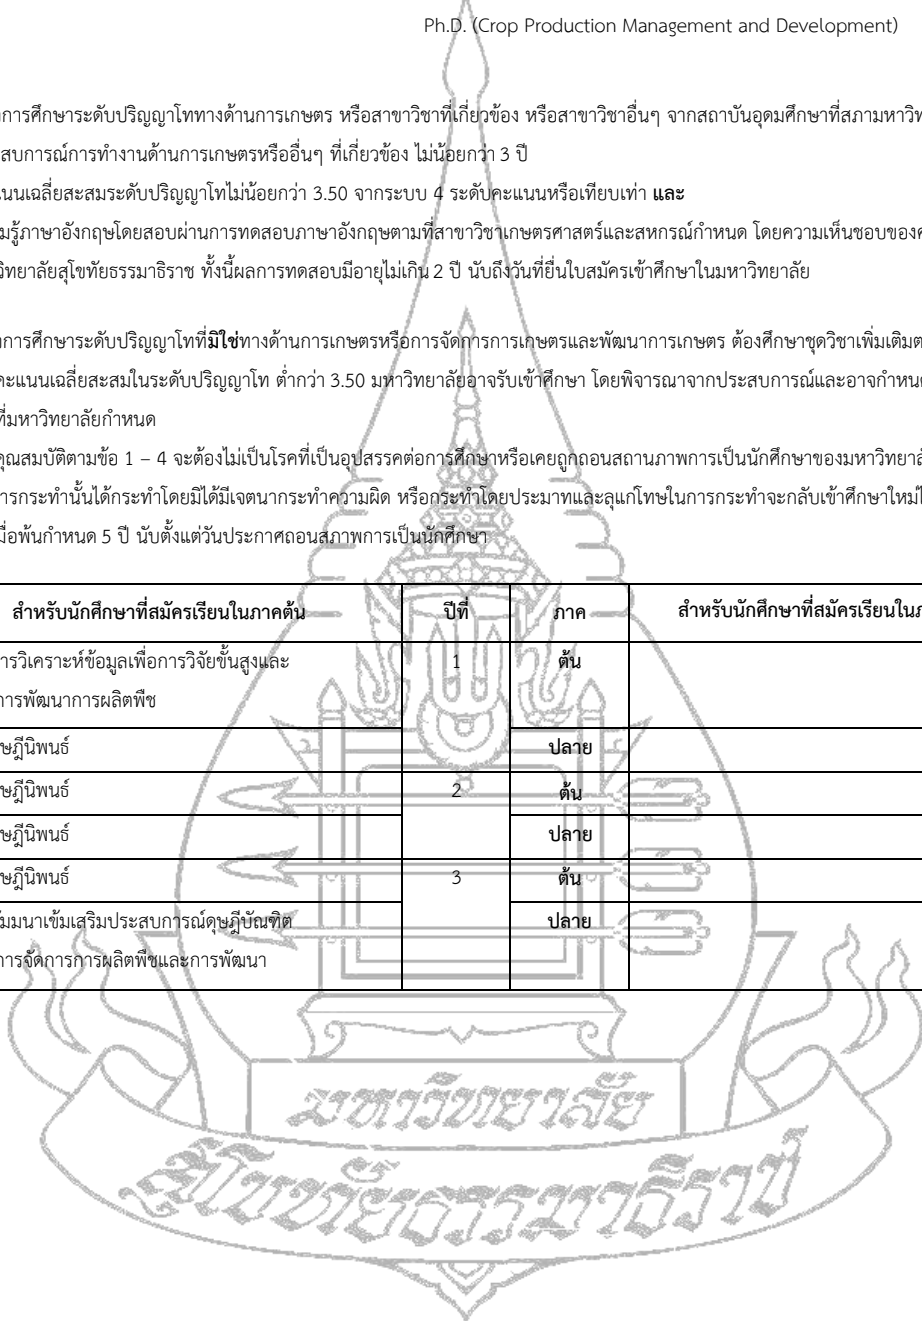 Ph.D. (Crop Production Management and Development)
งการศึกษาระดับปริญญาโททางด้านการเกษตร หรือสาขาวิชาที่เกี่ยวข้อง หรือสาขาวิชาอื่นๆ จากสถาบันอุดมศึกษาที่สภามหาวิท
สบการณ์การทำงานด้านการเกษตรหรืออื่นๆ ที่เกี่ยวข้อง ไม่น้อยกว่า 3 ปี
แนนเฉลี่ยสะสมระดับปริญญาโทไม่น้อยกว่า 3.50 จากระบบ 4 ระดับคะแนนหรือเทียบเท่า และ
มรู้ภาษาอังกฤษโดยสอบผ่านการทดสอบภาษาอังกฤษตามที่สาขาวิชาเกษตรศาสตร์และสหกรณ์กำหนด โดยความเห็นชอบของค
วิทยาลัยสุโขทัยธรรมาธิราช ทั้งนี้ผลการทดสอบมีอายุไม่เกิน 2 ปี นับถึงวันที่ยื่นใบสมัครเข้าศึกษาในมหาวิทยาลัย
การศึกษาระดับปริญญาโทที่มิใช่ทางด้านการเกษตรหรือการจัดการการเกษตรและพัฒนาการเกษตร ต้องศึกษาชุดวิชาเพิ่มเติมต
คะแนนเฉลี่ยสะสมในระดับปริญญาโท ต่ำกว่า 3.50 มหาวิทยาลัยอาจรับเข้าศึกษา โดยพิจารณาจากประสบการณ์และอาจกำหน
ที่มหาวิทยาลัยกำหนด
คุณสมบัติตามข้อ 1 – 4 จะต้องไม่เป็นโรคที่เป็นอุปสรรคต่อการศึกษาหรือเคยถูกถอนสถานภาพการเป็นนักศึกษาของมหาวิทยาล
การกระทำนั้นได้กระทำโดยมิได้มีเจตนากระทำความผิด หรือกระทำโดยประมาทและลุแก่โทษในการกระทำจะกลับเข้าศึกษาใหม่ไ
มื่อพ้นกำหนด 5 ปี นับตั้งแต่วันประกาศถอนสภาพการเป็นนักศึกษา
สำหรับนักศึกษาที่สมัครเรียนในภาคต้น ปีที่ ภาค สำหรับนักศึกษาที่สมัครเรียนในภ
ารวิเคราะห์ข้อมูลเพื่อการวิจัยขั้นสูงและ 1 ต้น
การพัฒนาการผลิตพืช
ษฎีนิพนธ์ ปลาย
ษฎีนิพนธ์ 2 ต้น
ษฎีนิพนธ์ ปลาย
ษฎีนิพนธ์ 3 ต้น
ัมมนาเข้มเสริมประสบการณ์ดุษฎีบัณฑิต ปลาย
การจัดการการผลิตพืชและการพัฒนา
มหาวิทยาลัย
สุโขทัยธรรมาธิราช